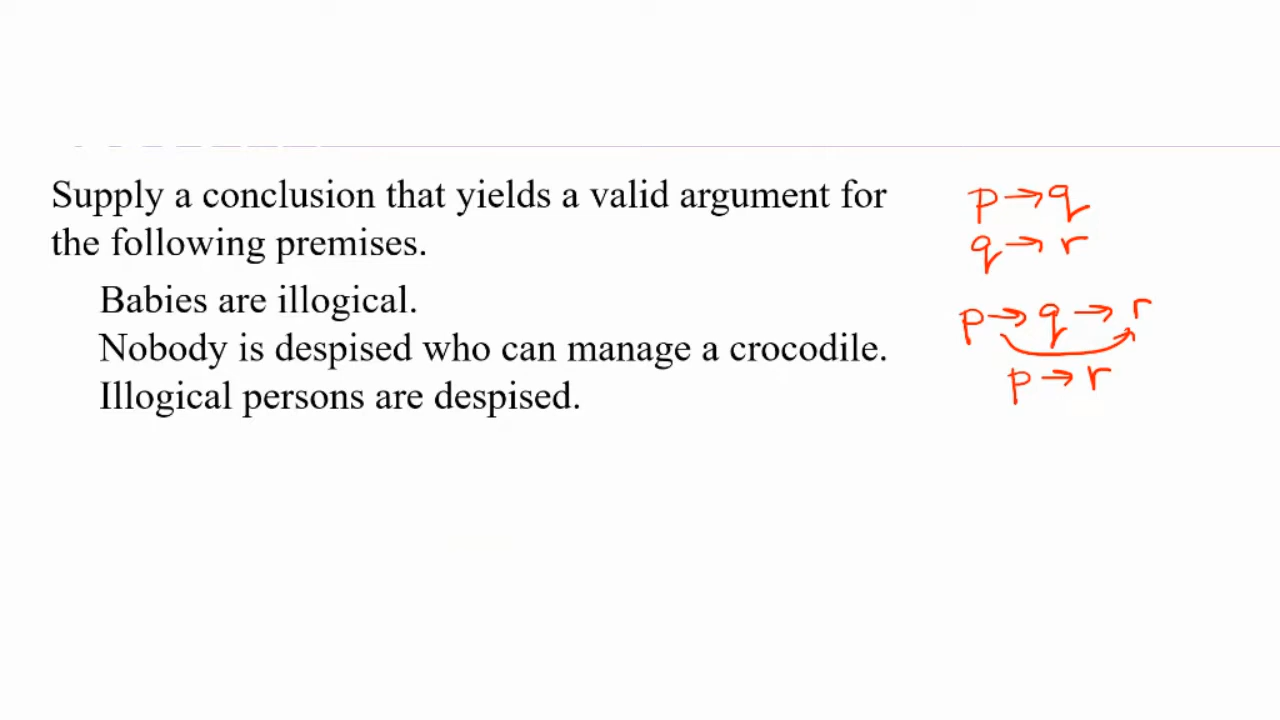 Supply a conclusion that yields a valid argument for
the following premises.
Babies are illogical.
Nobody is despised who can manage a crocodile.
Illogical persons are despised.
p → q
q → r
p → q → r
p → r